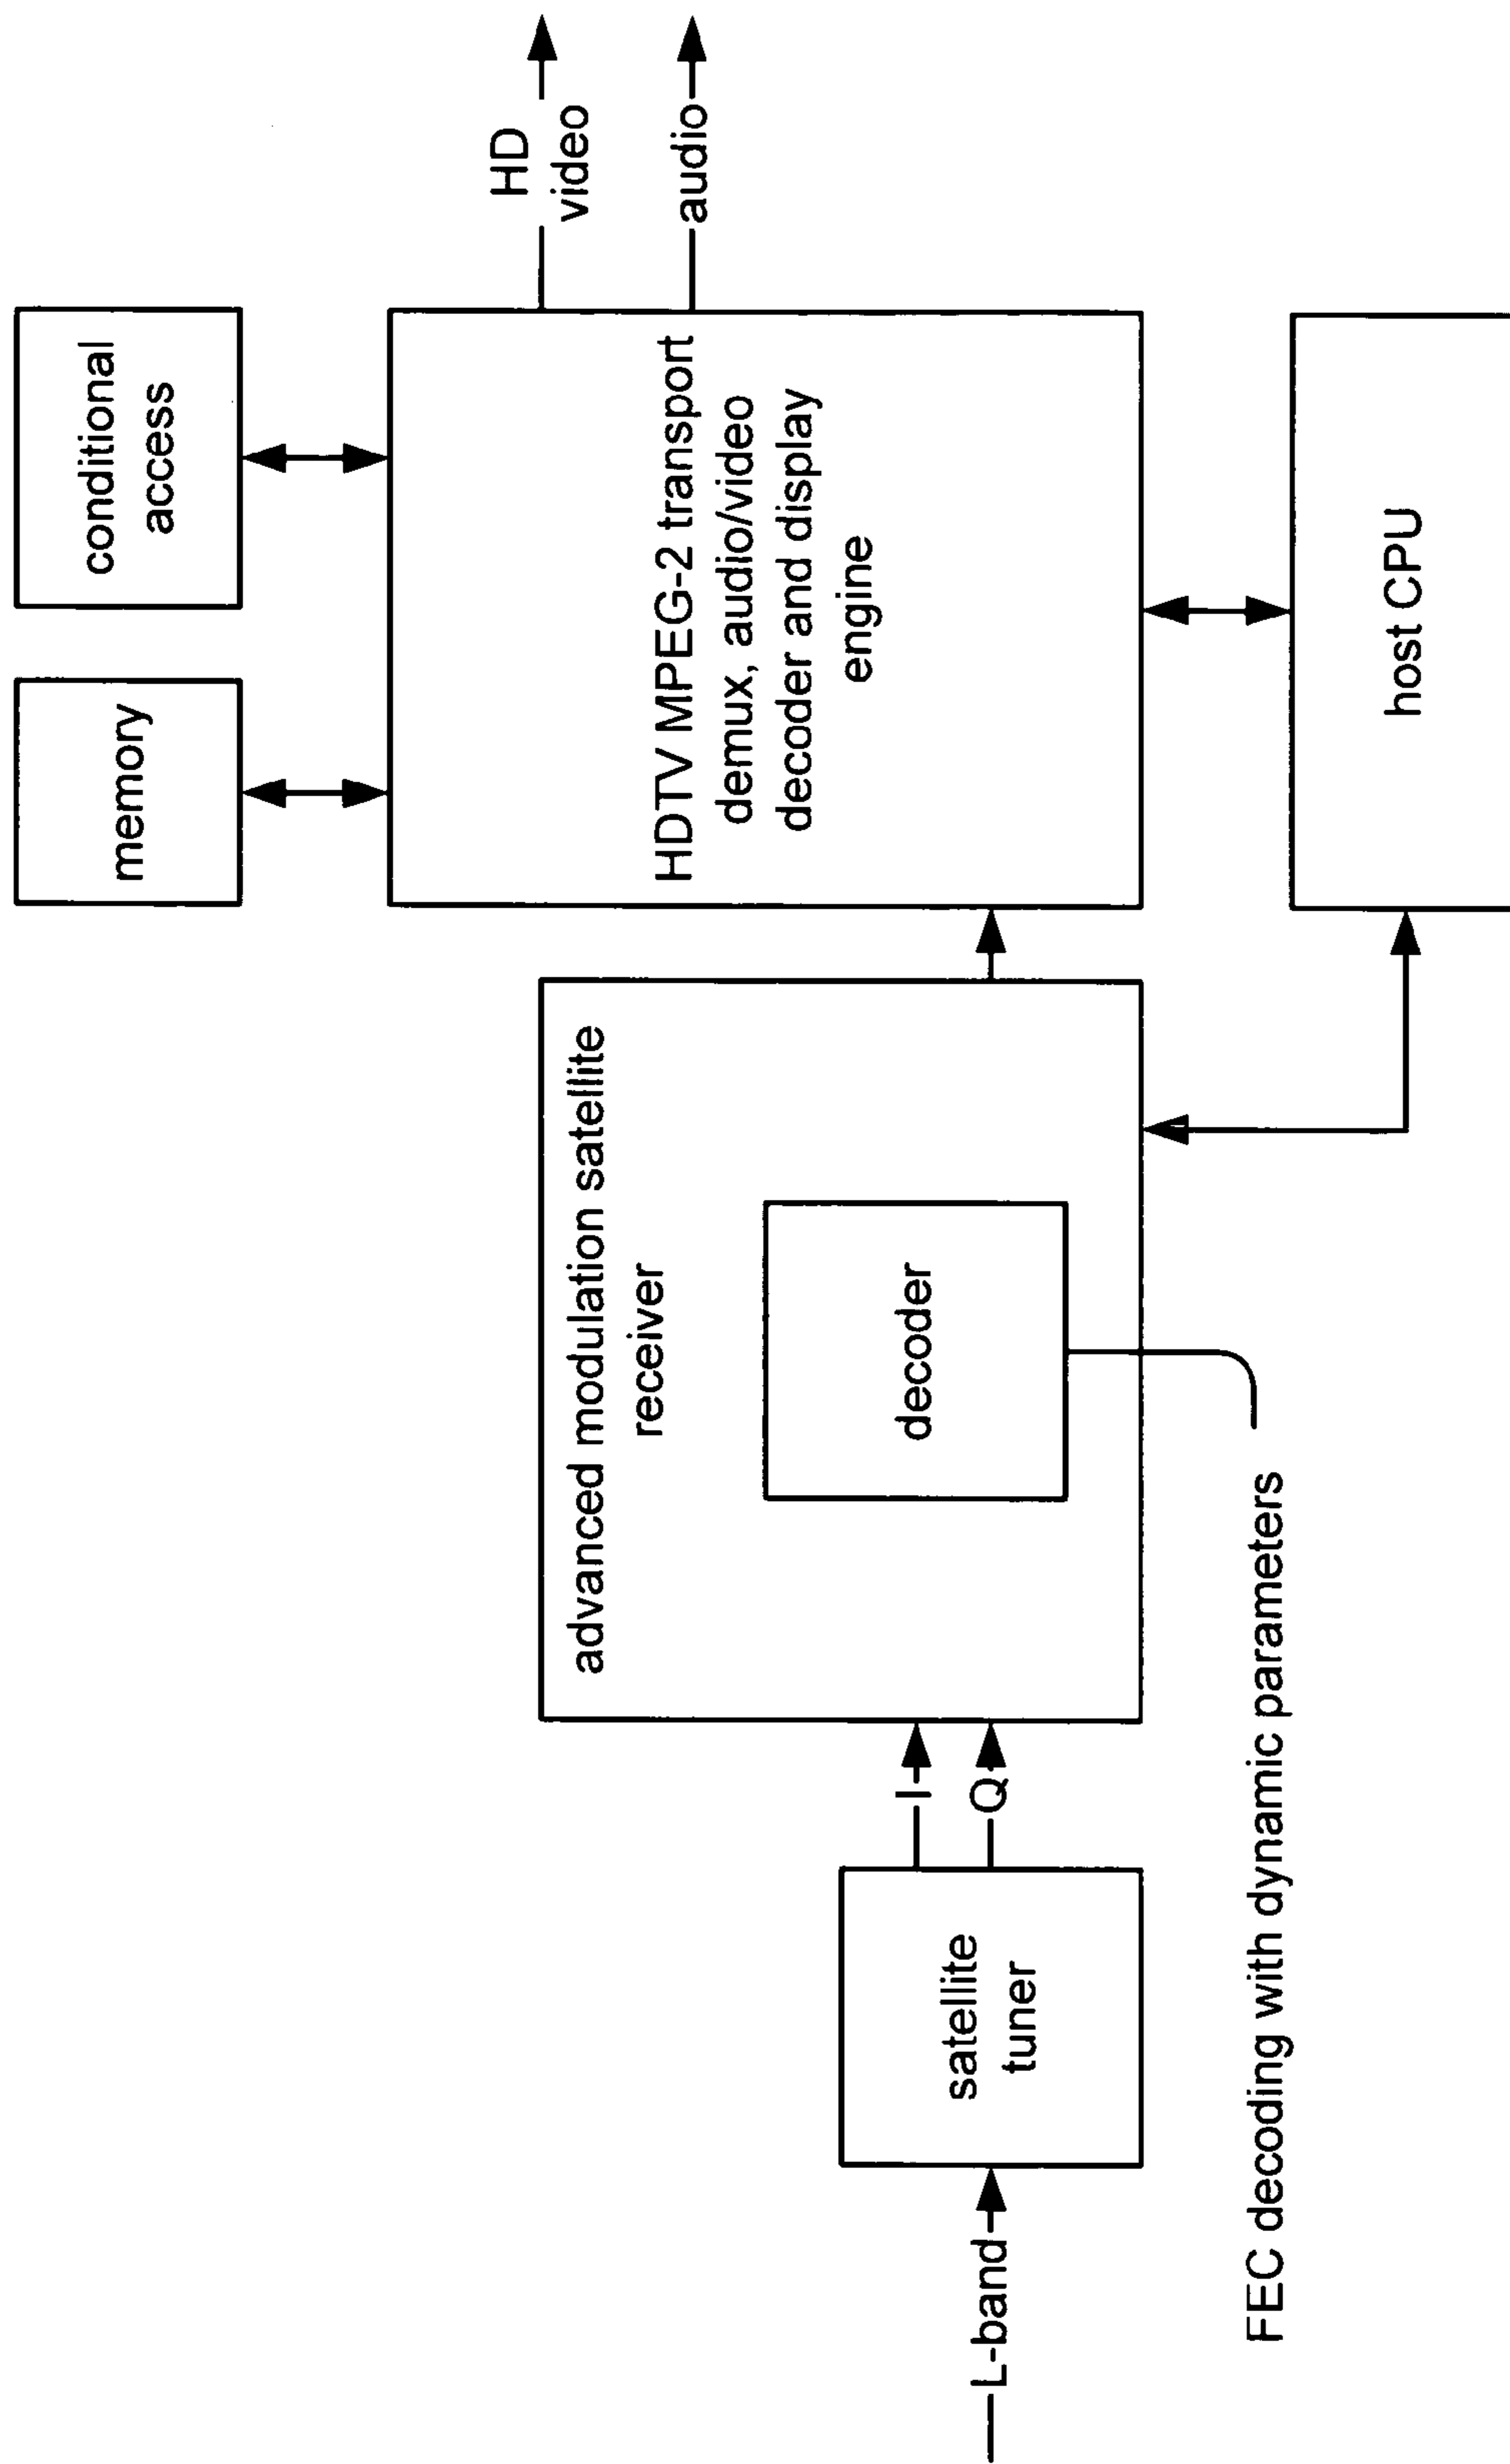 L-band
satellite
tuner
I
Q
advanced modulation satellite
receiver
decoder
FEC decoding with dynamic parameters
memory
conditional
access
HDTV MPEG-2 transport
demux, audio/video
decoder and display
engine
host CPU
HD
video
audio